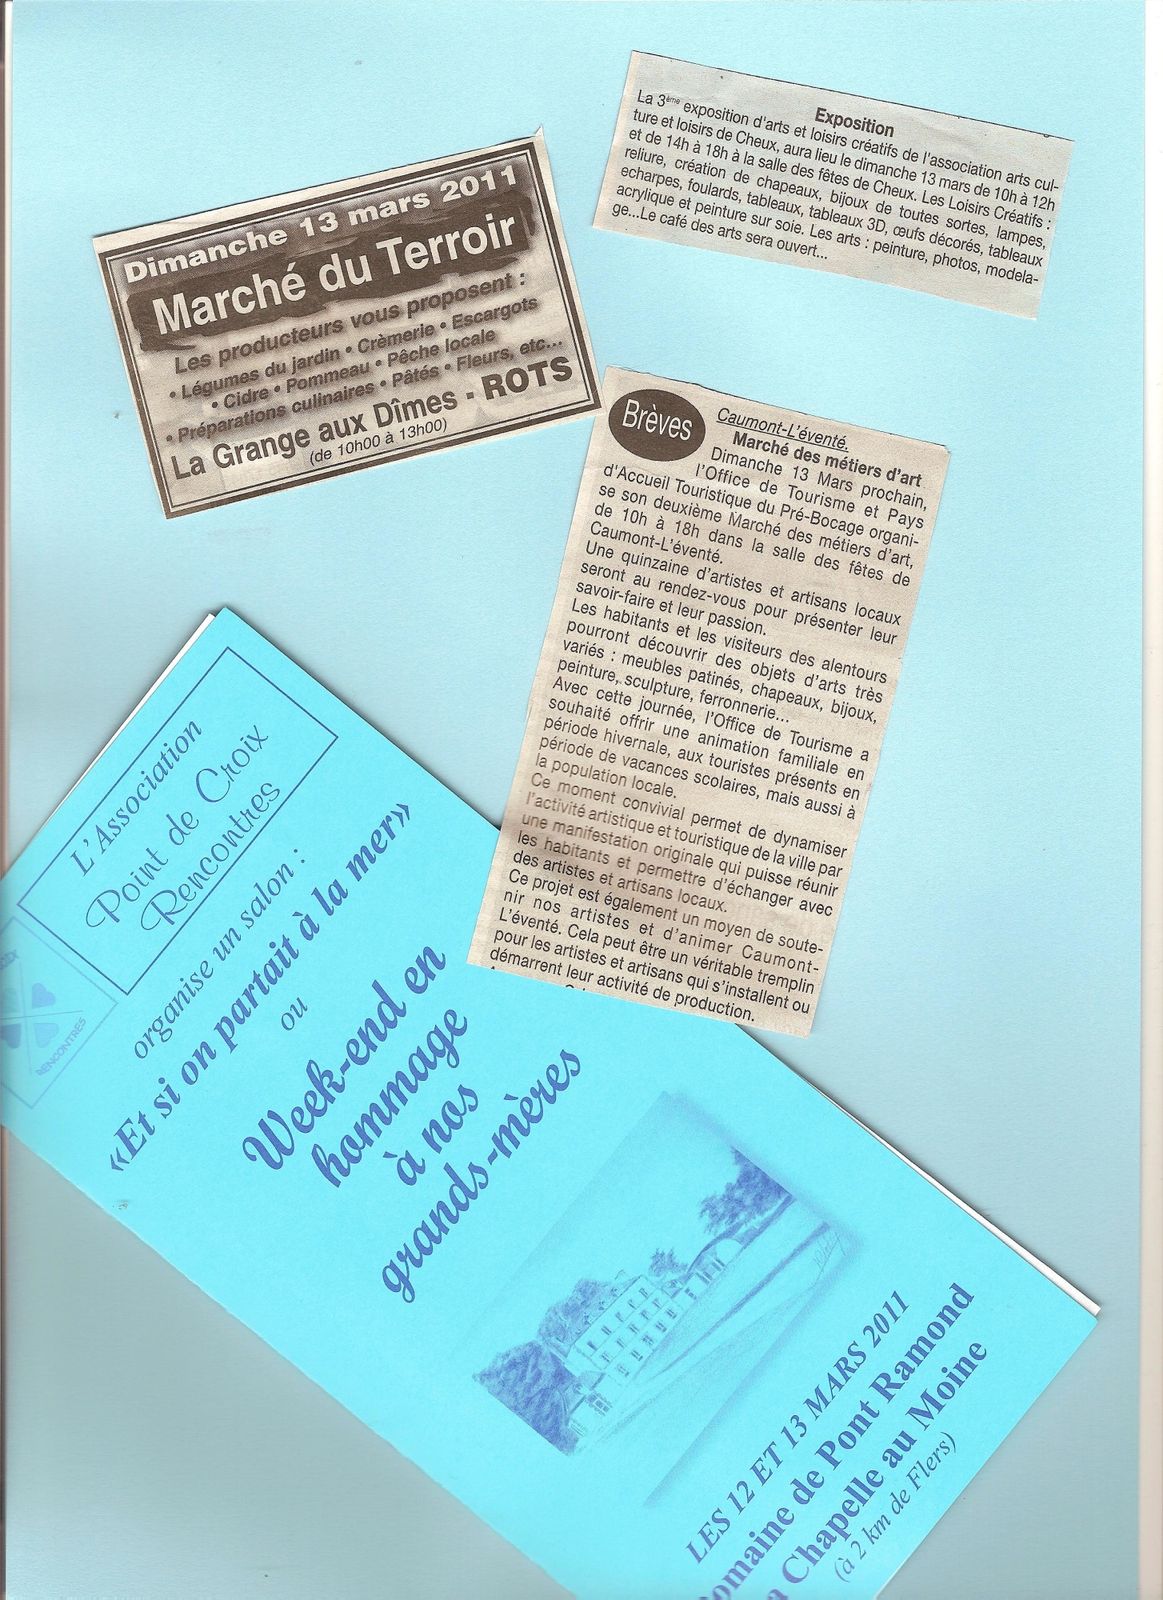 Exposition
La 3ème exposition d'arts et loisirs créatifs de l'association arts cul-
ture et loisirs de Cheux, aura lieu le dimanche 13 mars de 10h à 12h
et de 14h à 18h à la salle des fêtes de Cheux. Les Loisirs Créatifs :
reliure, création de chapeaux, bijoux de toutes sortes, lampes,
echarpes, foulards, tableaux, tableaux 3D, œufs décorés, tableaux
acrylique et peinture sur soie. Les arts : peinture, photos, modela-
ge...Le café des arts sera ouvert...
Dimanche 13 mars 2011
Marché du Terroir
Les producteurs vous proposent :
• Légumes du jardin • Crèmerie • Escargots
• Cidre • Pommeau • Pêche locale
• Préparations culinaires • Pâtés • Fleurs, etc...
La Grange aux Dîmes - ROTS
(de 10h00 à 13h00)
Brèves
Caumont-L'éventé.
Marché des métiers d'art
Dimanche 13 Mars prochain,
l'Office de Tourisme et Pays
d'Accueil Touristique du Pré-Bocage organi-
se son deuxième Marché des métiers d'art,
de 10h à 18h dans la salle des fêtes de
Caumont-L'éventé.
Une quinzaine d'artistes et artisans locaux
seront au rendez-vous pour présenter leur
savoir-faire et leur passion.
Les habitants et les visiteurs des alentours
pourront découvrir des objets d'arts très
variés : meubles patinés, chapeaux, bijoux,
peinture, sculpture, ferronnerie...
Avec cette journée, l'Office de Tourisme a
souhaité offrir une animation familiale en
période hivernale, aux touristes présents en
période de vacances scolaires, mais aussi à
la population locale.
Ce moment convivial permet de dynamiser
l'activité artistique et touristique de la ville par
une manifestation originale qui puisse réunir
les habitants et permettre d'échanger avec
des artistes et artisans locaux.
Ce projet est également un moyen de soute-
nir nos artistes et d'animer Caumont-
L'éventé. Cela peut être un véritable tremplin
pour les artistes et artisans qui s'installent ou
démarrent leur activité de production.
L'Association
Point de Croix
Rencontres
RENCONTRES
organise un salon :
«Et si on partait à la mer»
ou
Week-end en
hommage
à nos
grands-mères
LES 12 ET 13 MARS 2011
omaine de Pont Ramond
a Chapelle au Moine
(à 2 km de Flers)